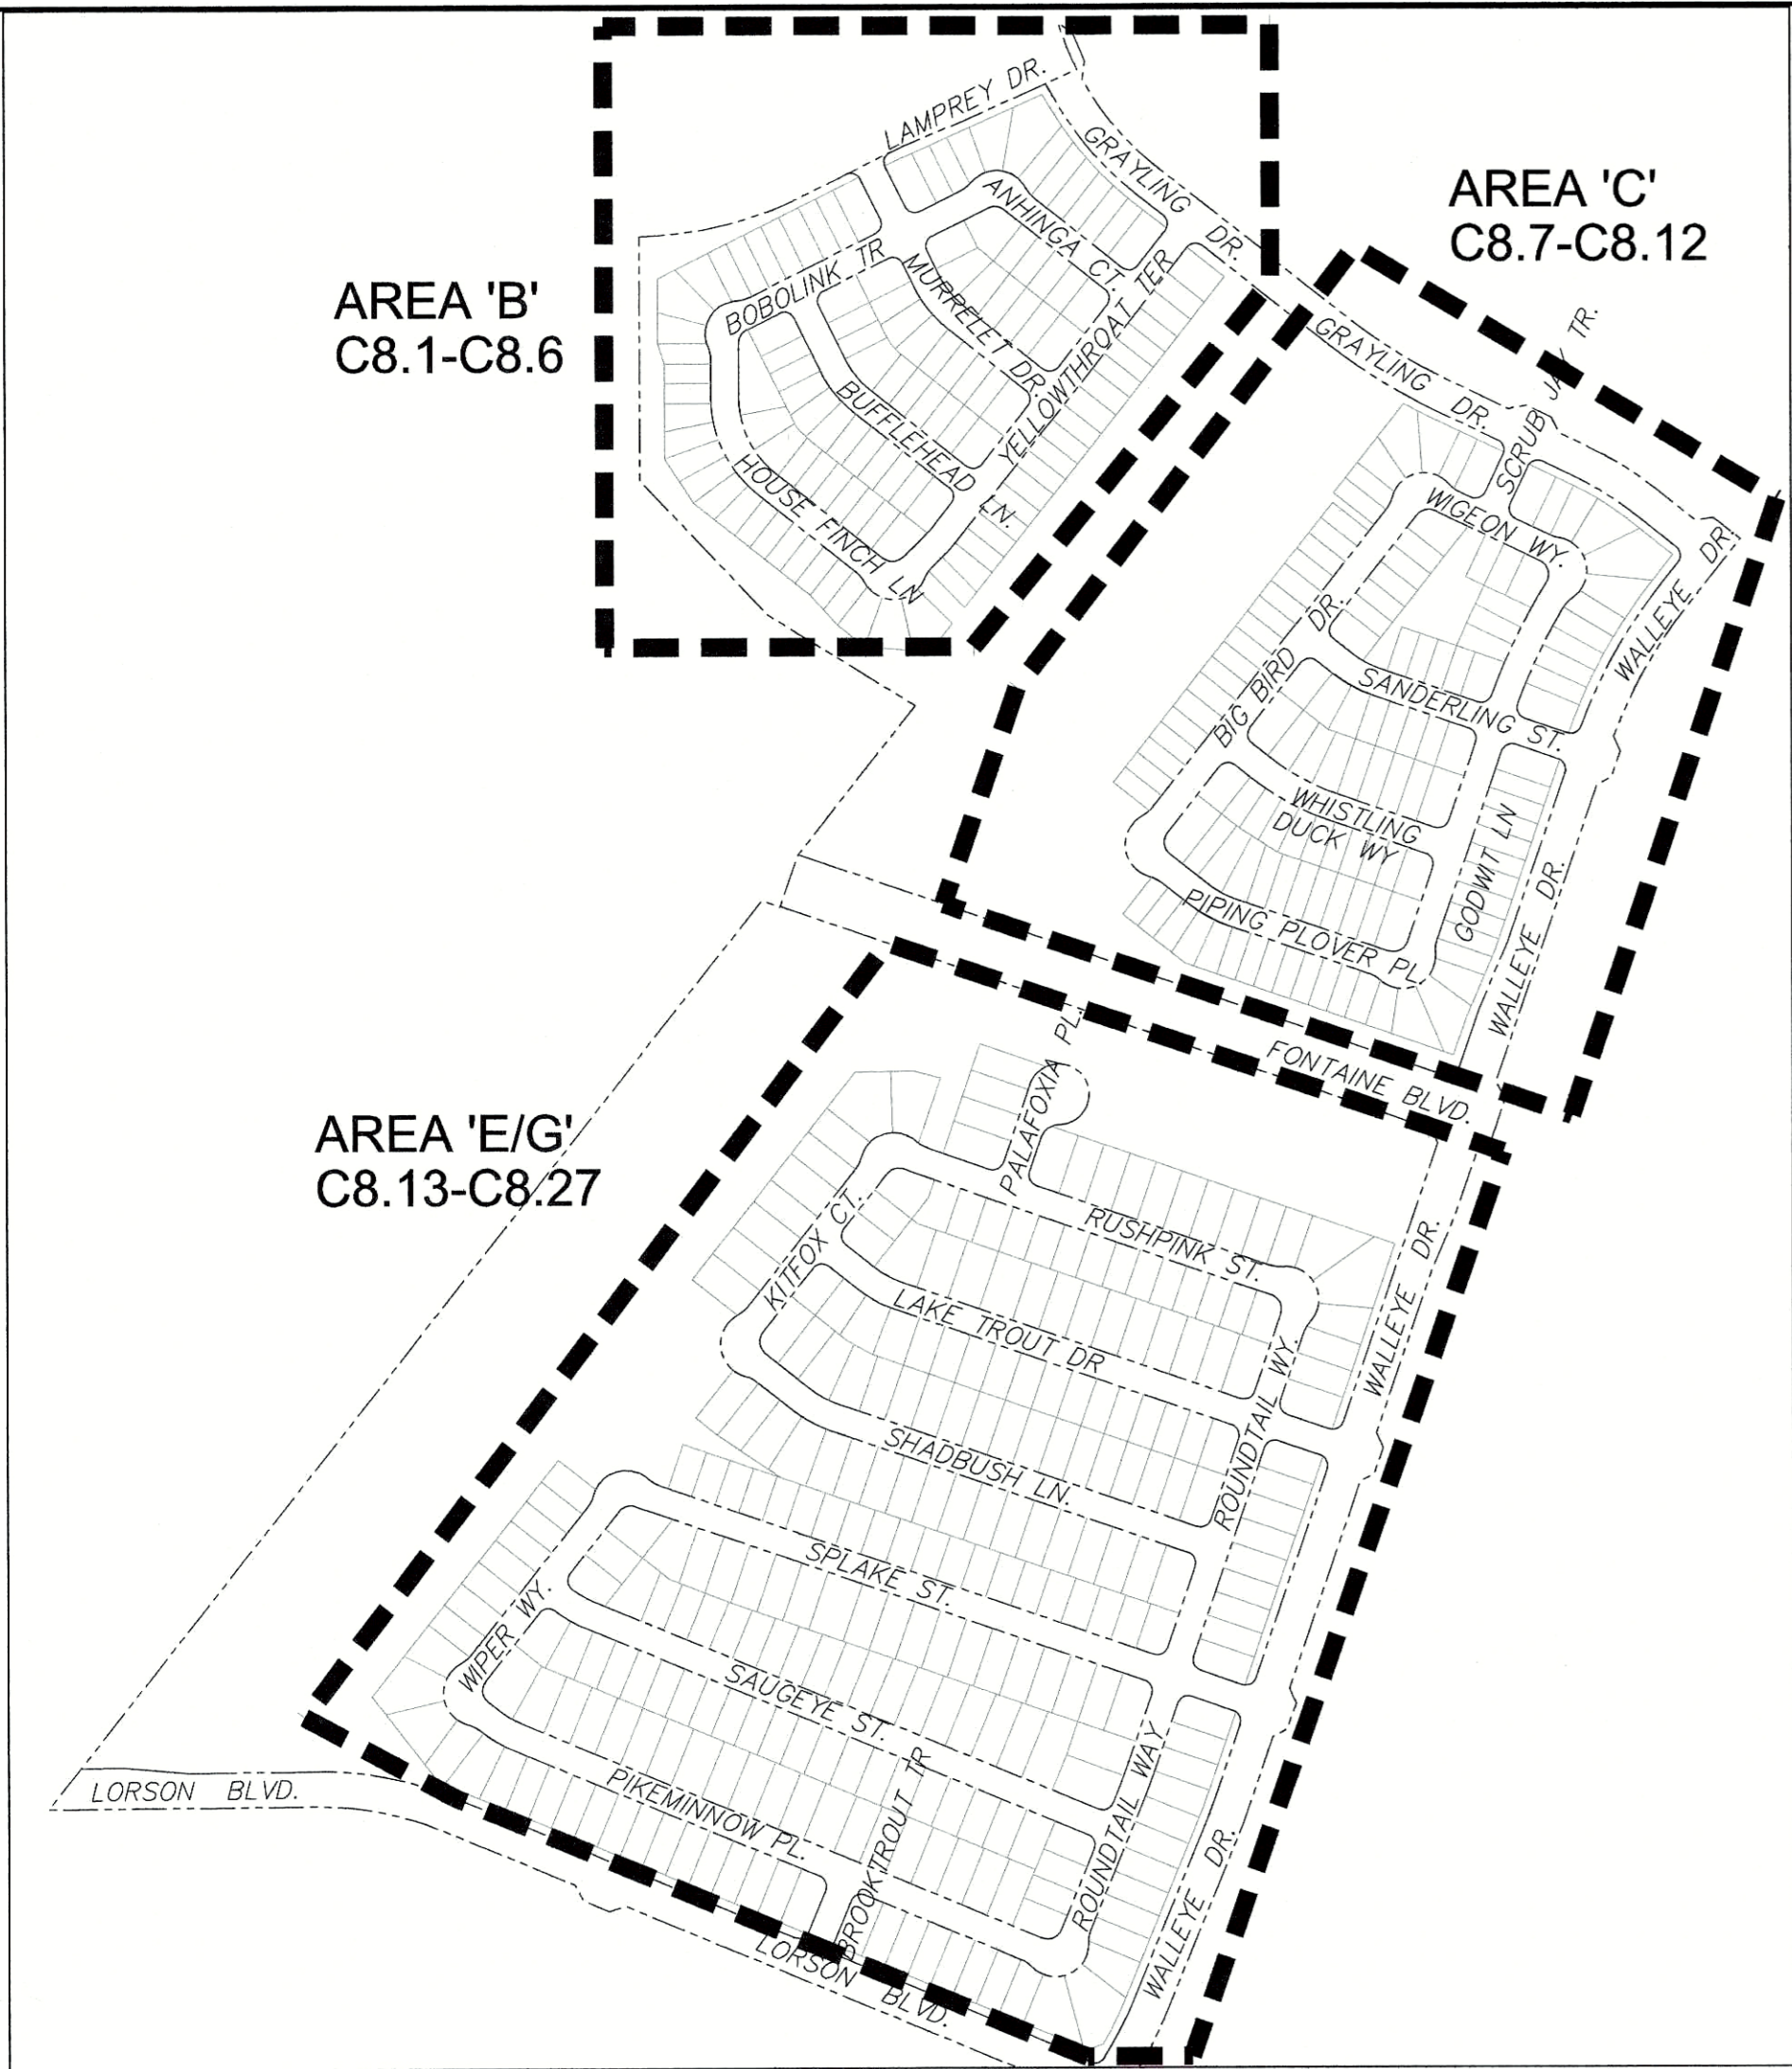 LAMPREY DR.
GRAYLING DR.
AREA 'C'
C8.7-C8.12
ANHINGA CT.
BOBOLINK TR
MURRELET DR.
YELLOWTHROAT TER
AREA 'B'
C8.1-C8.6
GRAYLING DR.
SCRUB JAY TR.
BUFFLEHEAD LN.
HOUSE FINCH LN
WIGEON WY.
WALLEYE DR.
BIG BIRD DR.
SANDERLING ST.
WHISTLING
DUCK WY
GODWIT LN
PIPING PLOVER PL.
WALLEYE DR.
FONTAINE BLVD.
PALAFOXIA PL.
AREA 'E/G'
C8.13-C8.27
KITFOX CT.
RUSHPINK ST.
LAKE TROUT DR
WALLEYE DR.
ROUNDTAIL WY.
SHADBUSH LN.
SPLAKE ST.
WIPER WY.
SAUGEYE ST.
ROUNDTAIL WAY
BROOKTROUT TR
PIKEMINNOW PL.
LORSON BLVD.
WALLEYE DR.
LORSON BLVD.